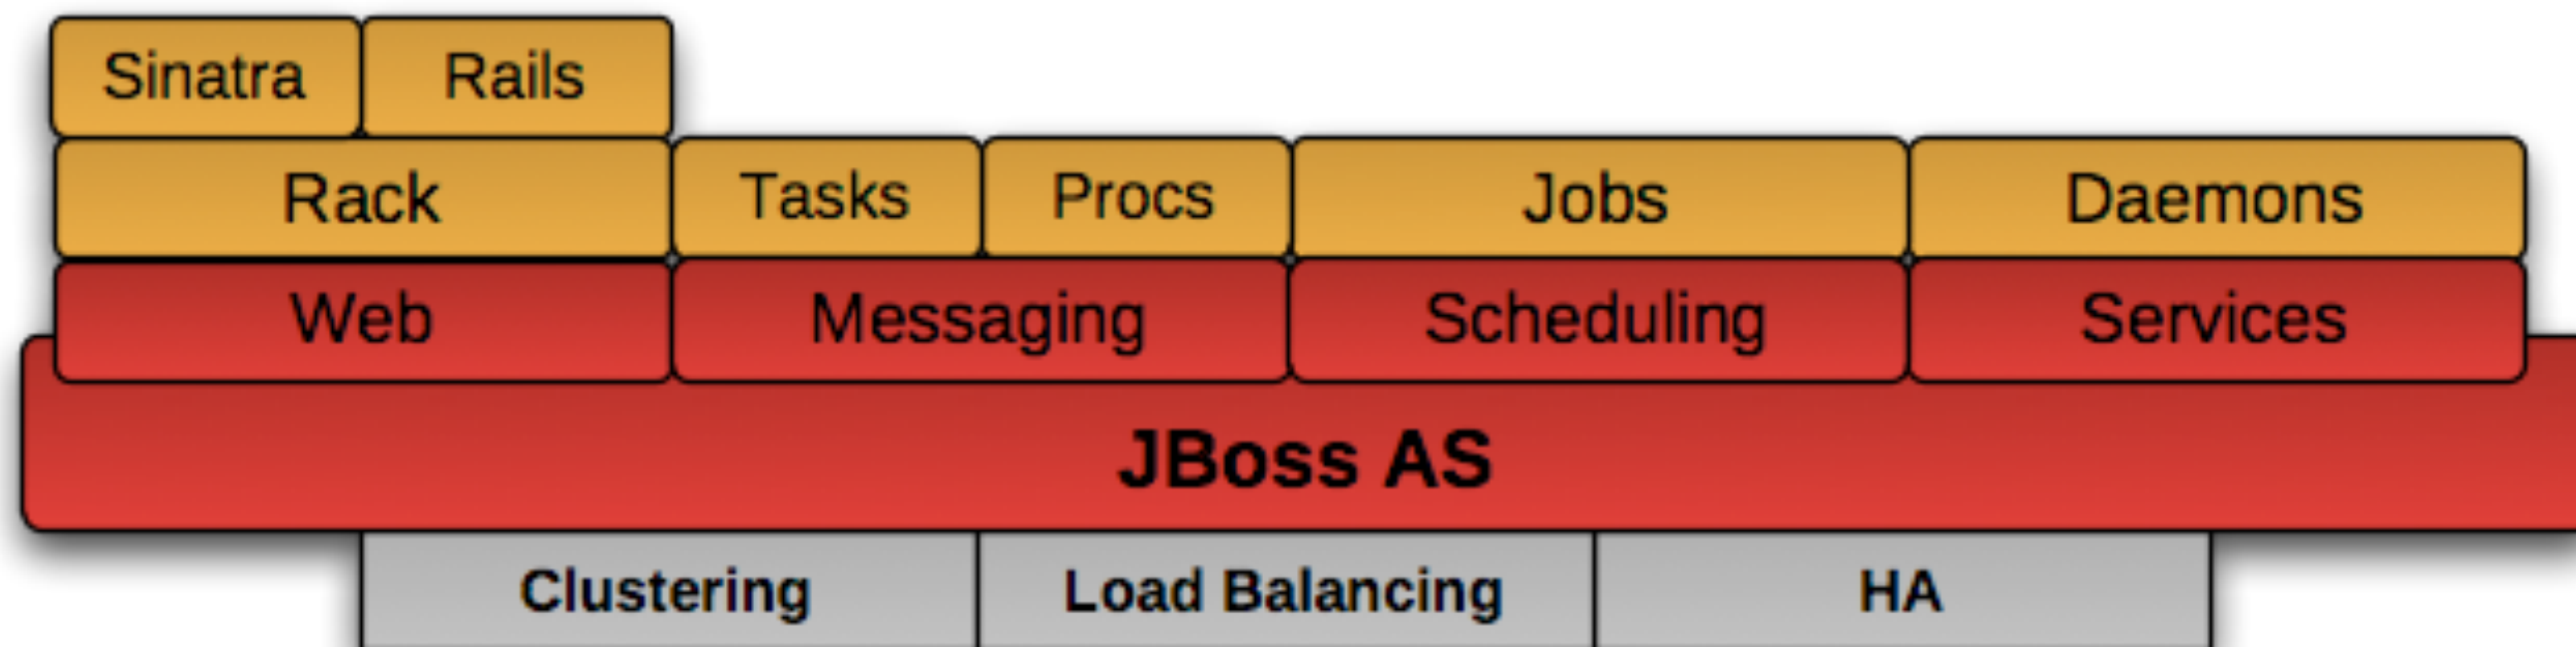 Sinatra Rails
Rack Tasks Procs Jobs Daemons
Web Messaging Scheduling Services
JBoss AS
Clustering Load Balancing HA